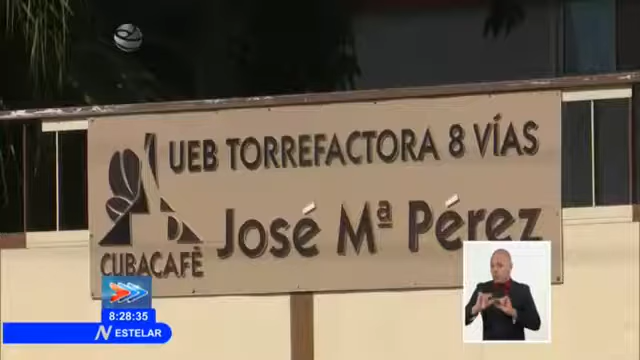 UEB TORREFACTORA 8 VÍAS
José Mª Pérez
CUBACAFÉ
8:28:35
N ESTELAR